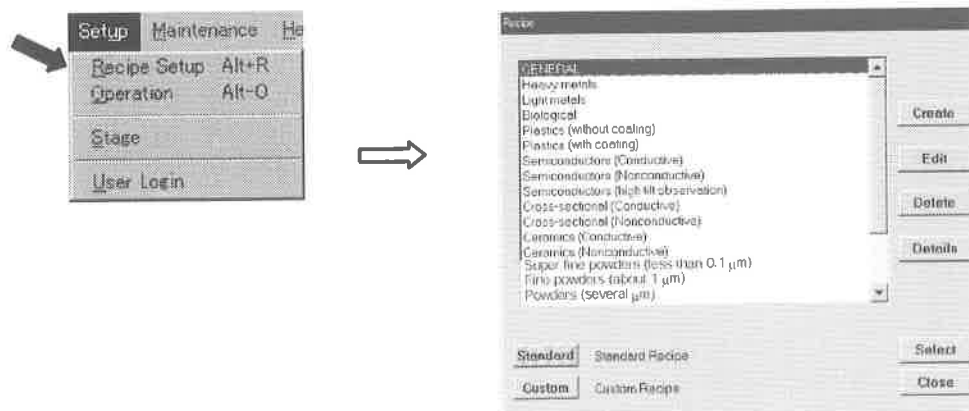 Setup Maintenance He
Recipe Setup Alt+R
Operation Alt-O
Stage
User Login
Recipe
GENERAL
Heavy metals
Light metals
Biological
Plastics (without coating)
Plastics (with coating)
Semiconductors (Conductive)
Semiconductors (Nonconductive)
Semiconductors (high tilt observation)
Cross-sectional (Conductive)
Cross-sectional (Nonconductive)
Ceramics (Conductive)
Ceramics (Nonconductive)
Super fine powders (less than 0.1 μm)
Fine powders (about 1 μm)
Powders (several μm)
Create
Edit
Delete
Details
Standard Standard Recipe
Custom Custom Recipe
Select
Close